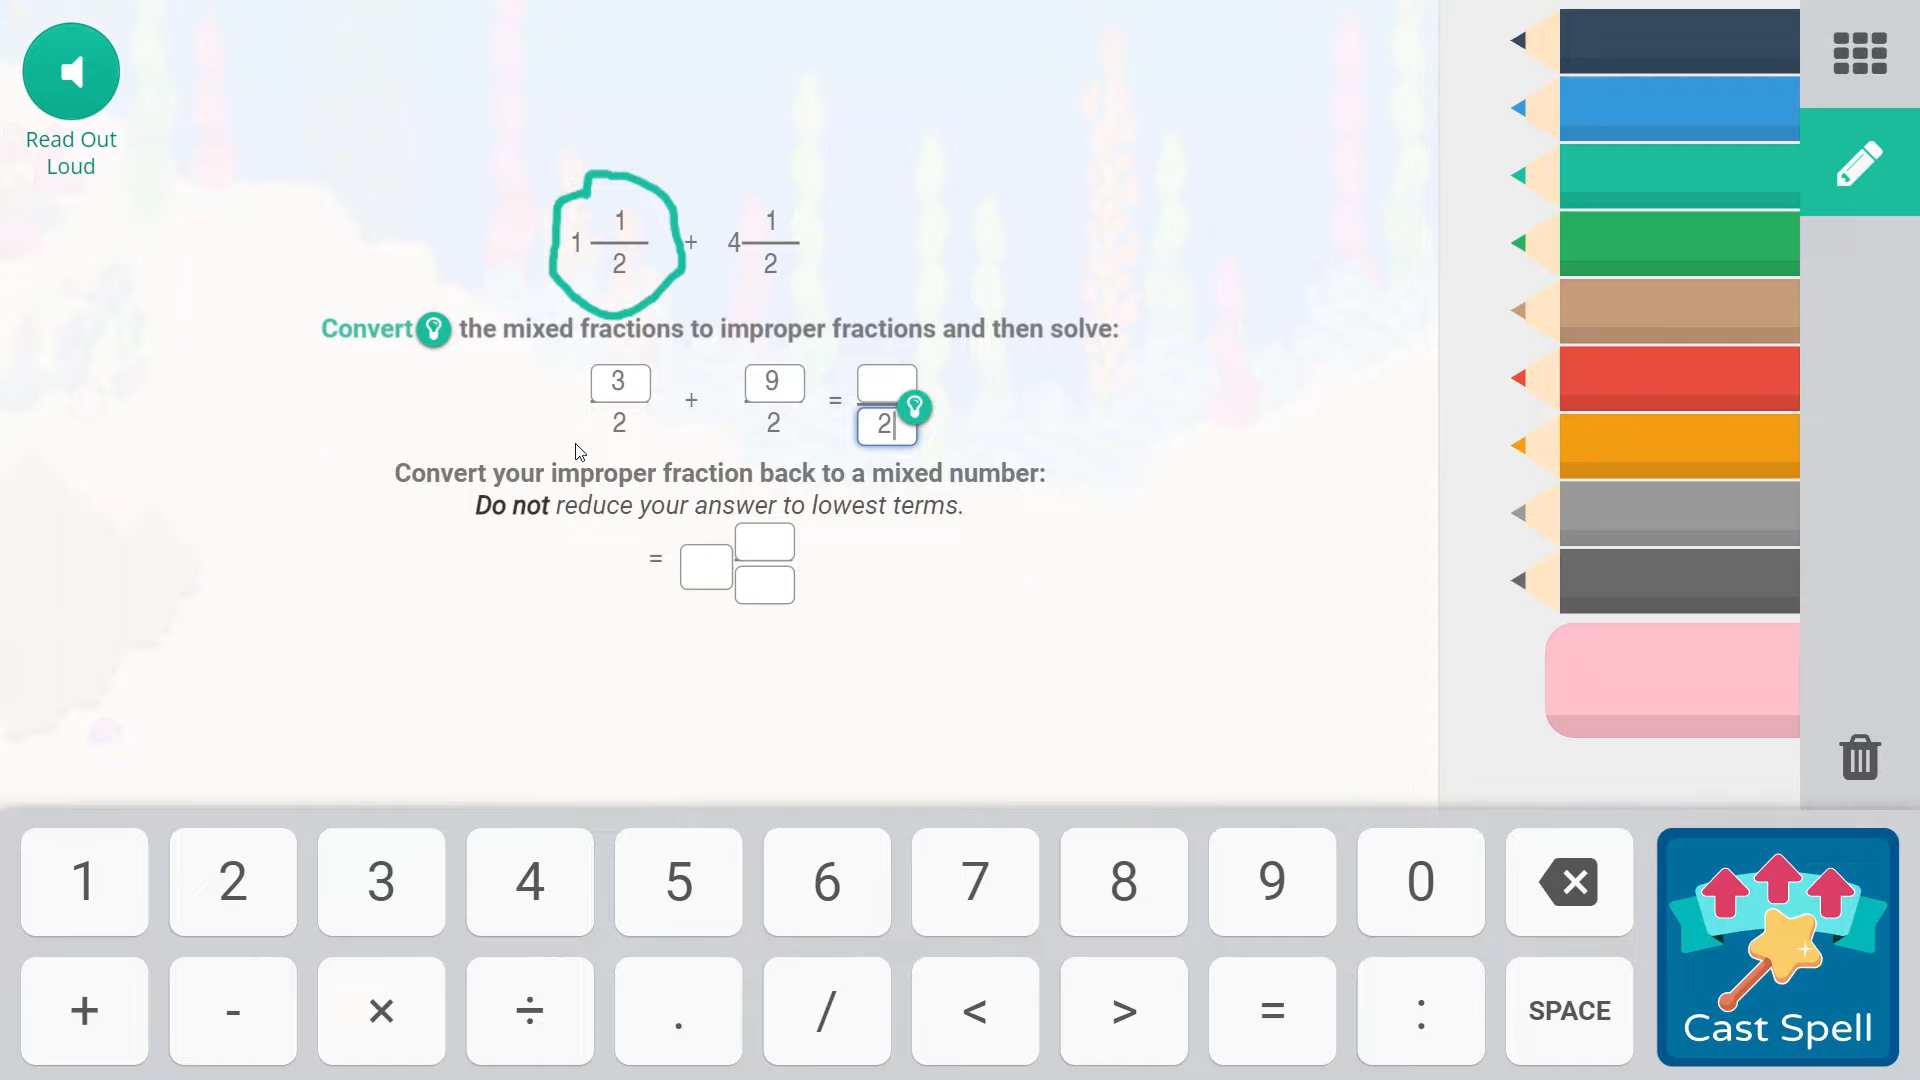 Read Out
Loud
1 1/2 + 4 1/2
Convert the mixed fractions to improper fractions and then solve:
3/2 + 9/2 = /2
Convert your improper fraction back to a mixed number:
Do not reduce your answer to lowest terms.
=
1 2 3 4 5 6 7 8 9 0
+ - × ÷ . / < > = : SPACE
Cast Spell